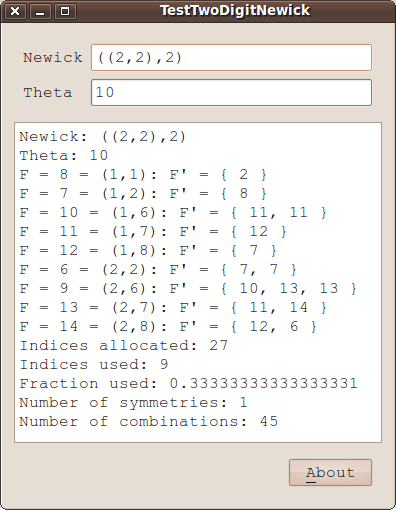 TestTwoDigitNewick
Newick ((2,2),2)
Theta 10
Newick: ((2,2),2)
Theta: 10
F = 8 = (1,1): F' = { 2 }
F = 7 = (1,2): F' = { 8 }
F = 10 = (1,6): F' = { 11, 11 }
F = 11 = (1,7): F' = { 12 }
F = 12 = (1,8): F' = { 7 }
F = 6 = (2,2): F' = { 7, 7 }
F = 9 = (2,6): F' = { 10, 13, 13 }
F = 13 = (2,7): F' = { 11, 14 }
F = 14 = (2,8): F' = { 12, 6 }
Indices allocated: 27
Indices used: 9
Fraction used: 0.33333333333333331
Number of symmetries: 1
Number of combinations: 45
About